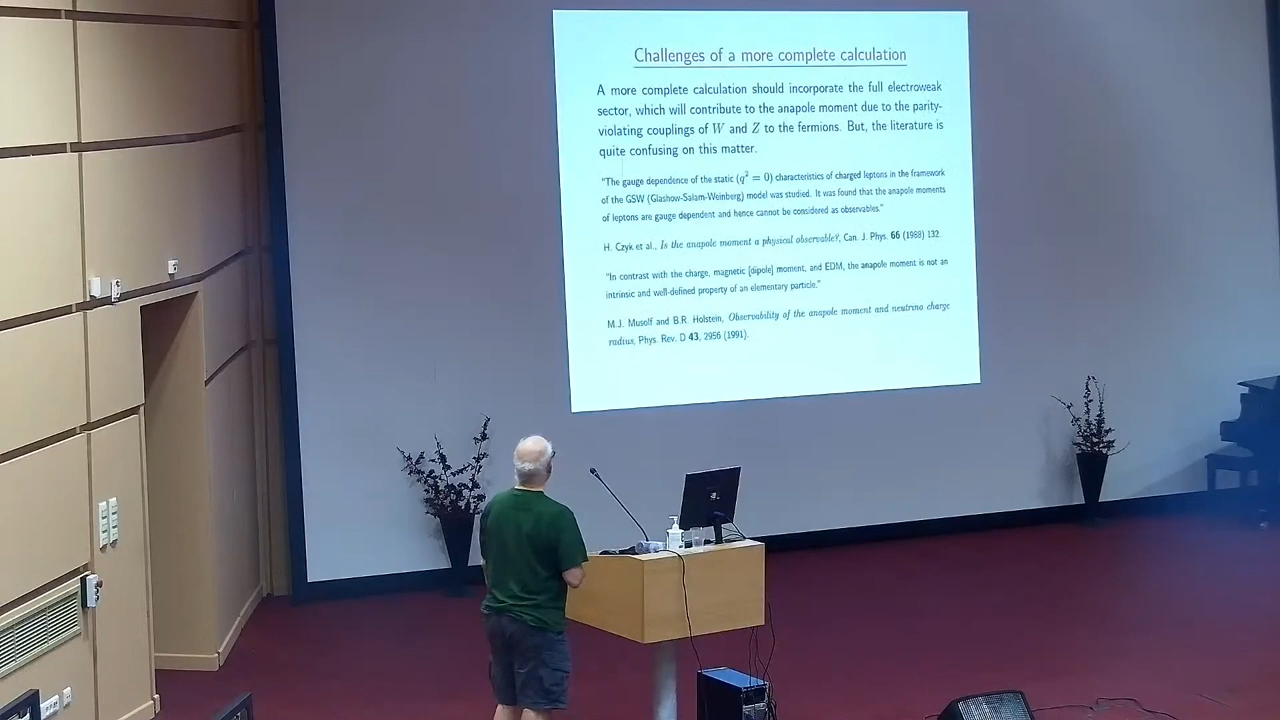 Challenges of a more complete calculation
A more complete calculation should incorporate the full electroweak
sector, which will contribute to the anapole moment due to the parity-
violating couplings of W and Z to the fermions. But, the literature is
quite confusing on this matter.
"The gauge dependence of the static (q² = 0) characteristics of charged leptons in the framework
of the GSW (Glashow-Salam-Weinberg) model was studied. It was found that the anapole moments
of leptons are gauge dependent and hence cannot be considered as observables."
H. Czyk et al., Is the anapole moment a physical observable?, Can. J. Phys. 66 (1988) 132.
"In contrast with the charge, magnetic [dipole] moment, and EDM, the anapole moment is not an
intrinsic and well-defined property of an elementary particle."
M.J. Musolf and B.R. Holstein, Observability of the anapole moment and neutrino charge
radius, Phys. Rev. D 43, 2956 (1991).